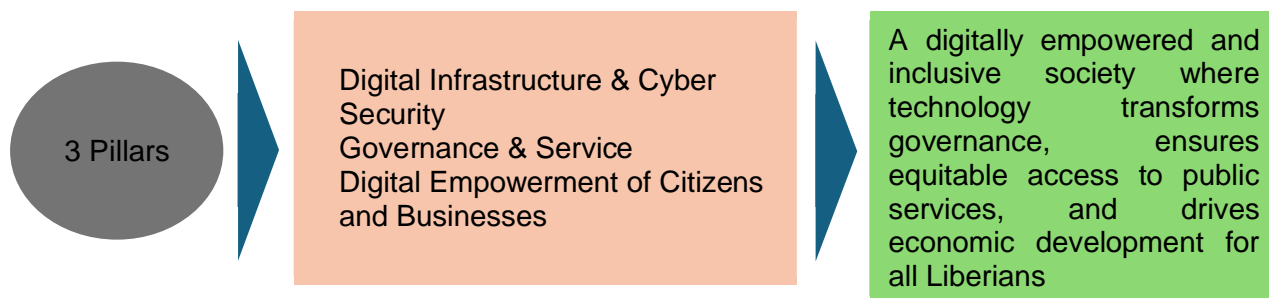 3 Pillars
Digital Infrastructure & Cyber
Security
Governance & Service
Digital Empowerment of Citizens
and Businesses
A digitally empowered and
inclusive society where
technology transforms
governance, ensures
equitable access to public
services, and drives
economic development for
all Liberians